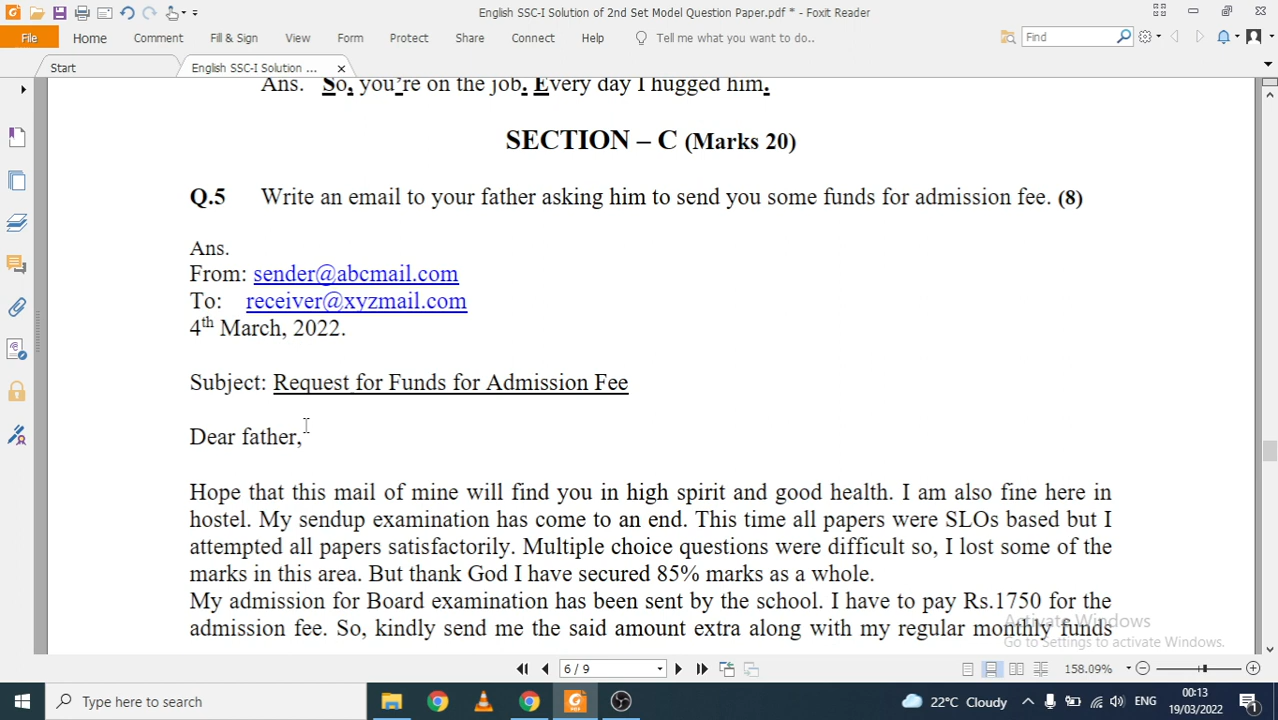 English SSC-I Solution of 2nd Set Model Question Paper.pdf * - Foxit Reader
File Home Comment Fill & Sign View Form Protect Share Connect Help Tell me what you want to do.. Find
Start English SSC-I Solution ...
Ans. So, you're on the job. Every day I hugged him.
SECTION – C (Marks 20)
Q.5 Write an email to your father asking him to send you some funds for admission fee. (8)
Ans.
From: sender@abcmail.com
To: receiver@xyzmail.com
4th March, 2022.
Subject: Request for Funds for Admission Fee
Dear father,
Hope that this mail of mine will find you in high spirit and good health. I am also fine here in
hostel. My sendup examination has come to an end. This time all papers were SLOs based but I
attempted all papers satisfactorily. Multiple choice questions were difficult so, I lost some of the
marks in this area. But thank God I have secured 85% marks as a whole.
My admission for Board examination has been sent by the school. I have to pay Rs.1750 for the
admission fee. So, kindly send me the said amount extra along with my regular monthly funds
Activate Windows
Go to Settings to activate Windows.
6 / 9 158.09%
Type here to search 22°C Cloudy ENG 00:13
19/03/2022 1